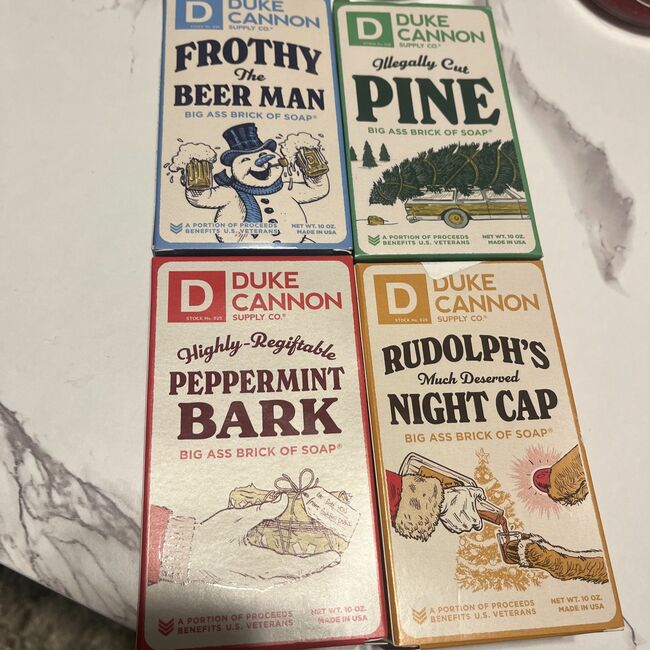 D
DUKE
CANNON
SUPPLY CO.®
FROTHY
The
BEER MAN
BIG ASS BRICK OF SOAP®
A PORTION OF PROCEEDS
BENEFITS U.S. VETERANS
NET WT. 10 OZ.
MADE IN USA
D
DUKE
CANNON
SUPPLY CO.®
Illegally Cut
PINE
BIG ASS BRICK OF SOAP®
A PORTION OF PROCEEDS
BENEFITS U.S. VETERANS
NET WT. 10 OZ.
MADE IN USA
D
STOCK No. 025
DUKE
CANNON
SUPPLY CO.®
Highly-Regiftable
PEPPERMINT
BARK
BIG ASS BRICK OF SOAP®
A PORTION OF PROCEEDS
BENEFITS U.S. VETERANS
NET WT. 10 OZ.
MADE IN USA
D
DUKE
CANNON
SUPPLY CO.®
RUDOLPH'S
Much Deserved
NIGHT CAP
BIG ASS BRICK OF SOAP®
A PORTION OF PROCEEDS
BENEFITS U.S. VETERANS
NET WT. 10 OZ.
MADE IN USA